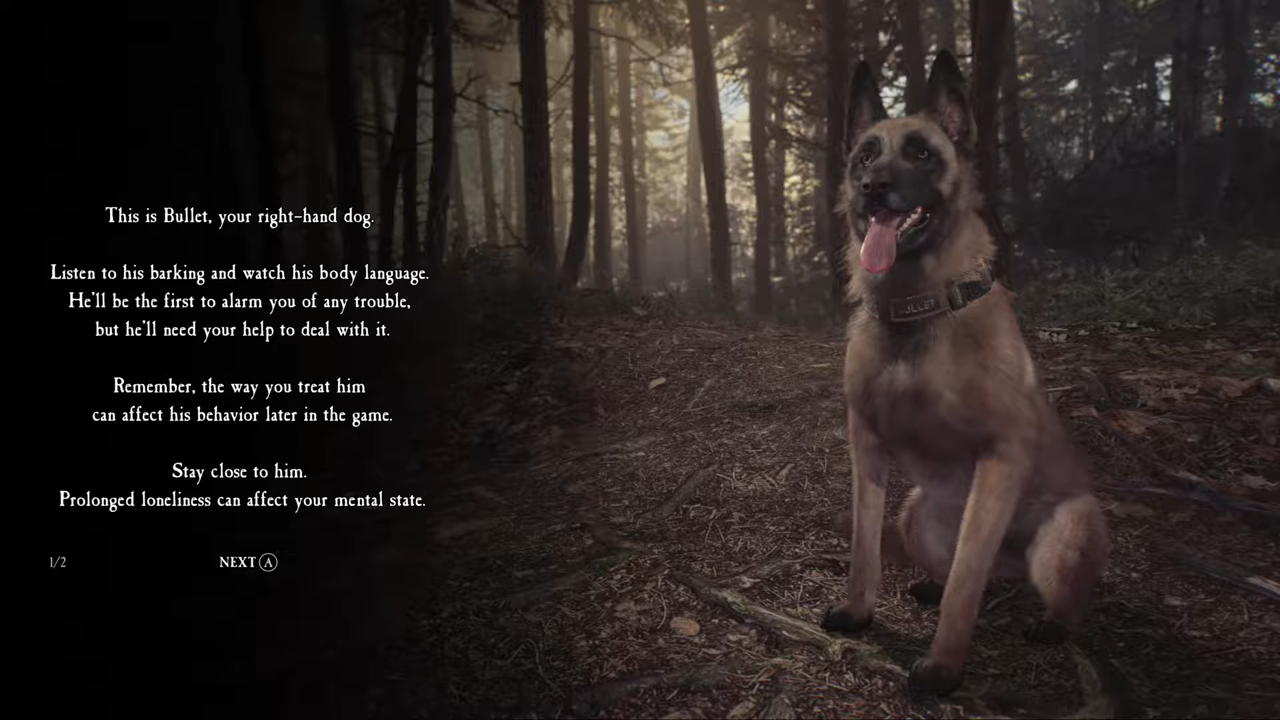 This is Bullet, your right-hand dog.
Listen to his barking and watch his body language.
He'll be the first to alarm you of any trouble,
but he'll need your help to deal with it.
Remember, the way you treat him
can affect his behavior later in the game.
Stay close to him.
Prolonged loneliness can affect your mental state.
1/2
NEXT A
BULLET